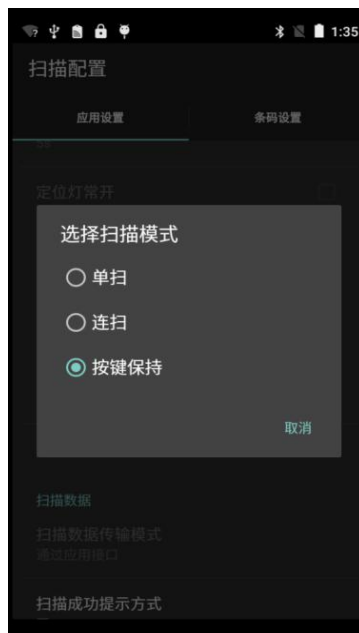 1:35
扫描配置
应用设置
条码设置
定位灯常开
选择扫描模式
单扫
连扫
按键保持
取消
扫描数据
扫描数据传输模式
通过应用接口
扫描成功提示方式